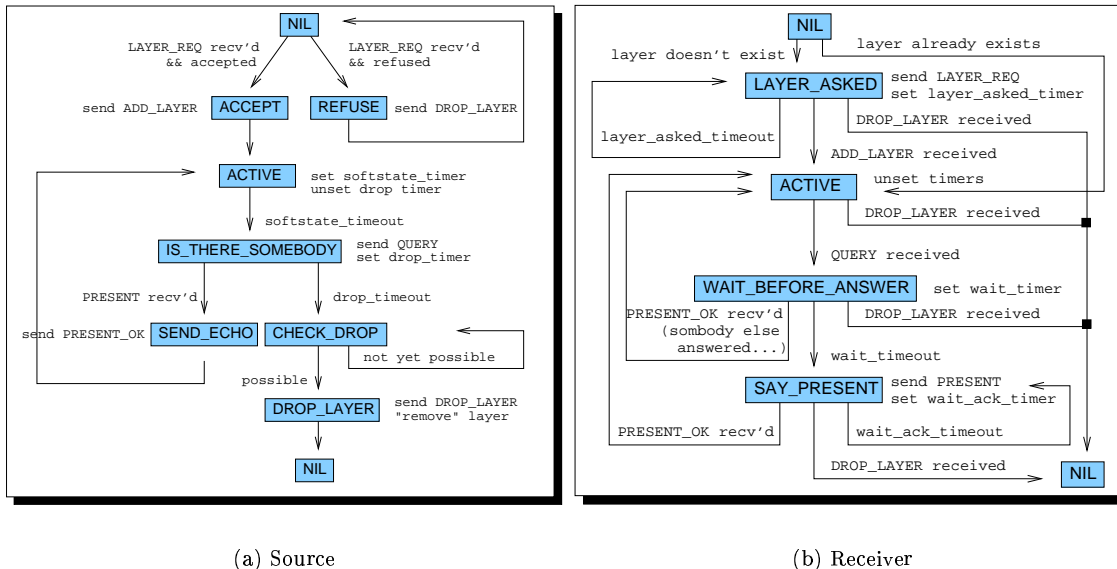 NIL
LAYER_REQ recv'd
&& accepted
LAYER_REQ recv'd
&& refused
send ADD_LAYER
ACCEPT
REFUSE
send DROP_LAYER
ACTIVE
set softstate_timer
unset drop timer
softstate_timeout
IS_THERE_SOMEBODY
send QUERY
set drop_timer
PRESENT recv'd
drop_timeout
send PRESENT_OK
SEND_ECHO
CHECK_DROP
not yet possible
possible
DROP_LAYER
send DROP_LAYER
"remove" layer
NIL
(a) Source
NIL
layer doesn't exist
layer already exists
LAYER_ASKED
send LAYER_REQ
set layer_asked_timer
layer_asked_timeout
DROP_LAYER received
ADD_LAYER received
ACTIVE
unset timers
DROP_LAYER received
QUERY received
WAIT_BEFORE_ANSWER
set wait_timer
PRESENT_OK recv'd
(sombody else
answered...)
DROP_LAYER received
wait_timeout
SAY_PRESENT
send PRESENT
set wait_ack_timer
PRESENT_OK recv'd
wait_ack_timeout
DROP_LAYER received
NIL
(b) Receiver